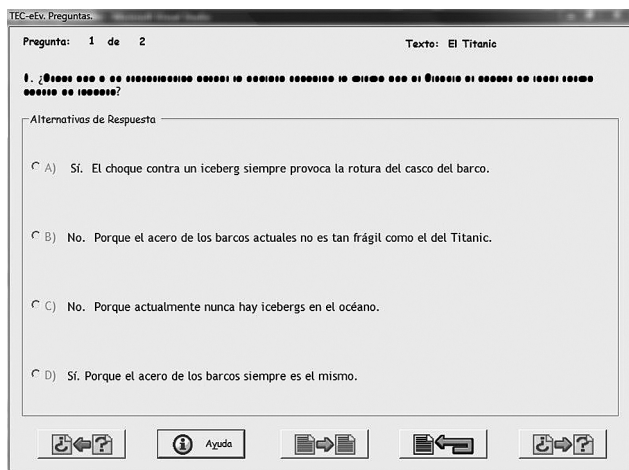 TEC-eEv. Preguntas.
Pregunta: 1 de 2
Texto: El Titanic
Alternativas de Respuesta
A) Sí. El choque contra un iceberg siempre provoca la rotura del casco del barco.
B) No. Porque el acero de los barcos actuales no es tan frágil como el del Titanic.
C) No. Porque actualmente nunca hay icebergs en el océano.
D) Sí. Porque el acero de los barcos siempre es el mismo.
Ayuda